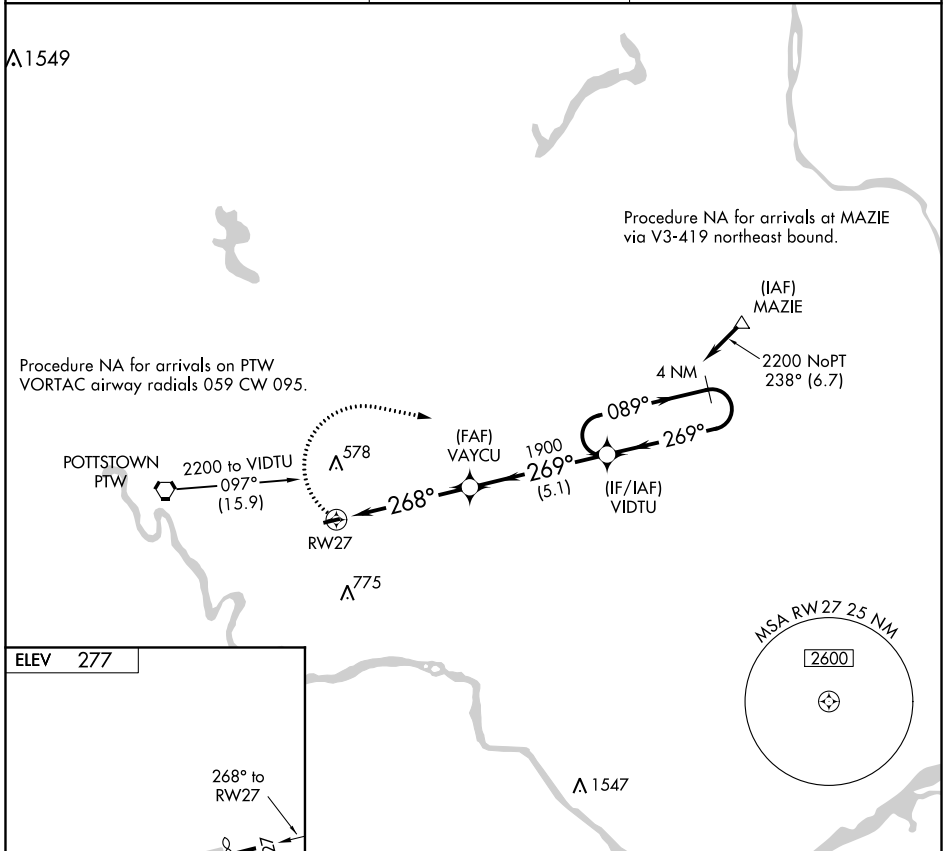 1549
Procedure NA for arrivals at MAZIE
via V3-419 northeast bound.
(IAF)
MAZIE
2200 NoPT
238° (6.7)
4 NM
089°
269°
Procedure NA for arrivals on PTW
VORTAC airway radials 059 CW 095.
(FAF)
VAYCU
1900
269°
(5.1)
(IF/IAF)
VIDTU
578
POTTSTOWN
PTW
2200 to VIDTU
097°
(15.9)
268°
RW27
775
MSA RW27 25 NM
2600
ELEV 277
268° to
RW27
1547
27